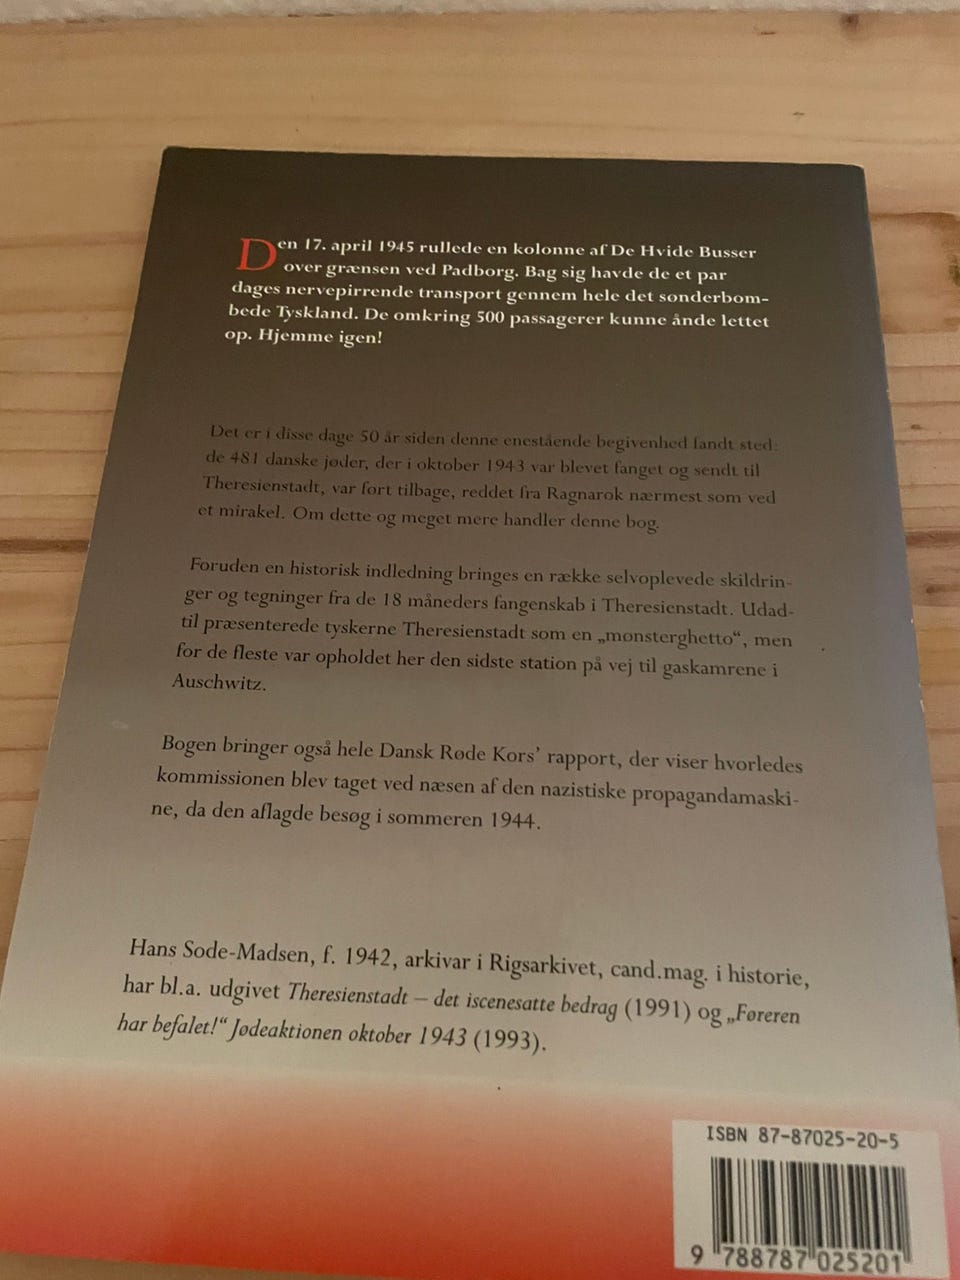 Den 17. april 1945 rullede en kolonne af De Hvide Busser
over grænsen ved Padborg. Bag sig havde de et par
dages nervepirrende transport gennem hele det sønderbom-
bede Tyskland. De omkring 500 passagerer kunne ånde lettet
op. Hjemme igen!
Det er i disse dage 50 år siden denne enestående begivenhed fandt sted:
de 481 danske jøder, der i oktober 1943 var blevet fanget og sendt til
Theresienstadt, var ført tilbage, reddet fra Ragnarok nærmest som ved
et mirakel. Om dette og meget mere handler denne bog.
Foruden en historisk indledning bringes en række selvoplevede skildrin-
ger og tegninger fra de 18 måneders fangenskab i Theresienstadt. Udad-
til præsenterede tyskerne Theresienstadt som en „mønsterghetto“, men
for de fleste var opholdet her den sidste station på vej til gaskamrene i
Auschwitz.
Bogen bringer også hele Dansk Røde Kors’ rapport, der viser hvorledes
kommissionen blev taget ved næsen af den nazistiske propagandamaski-
ne, da den aflagde besøg i sommeren 1944.
Hans Sode-Madsen, f. 1942, arkivar i Rigsarkivet, cand.mag. i historie,
har bl.a. udgivet Theresienstadt – det iscenesatte bedrag (1991) og „Føreren
har befalet!“ Jødeaktionen oktober 1943 (1993).
ISBN 87-87025-20-5
9 788787 025201